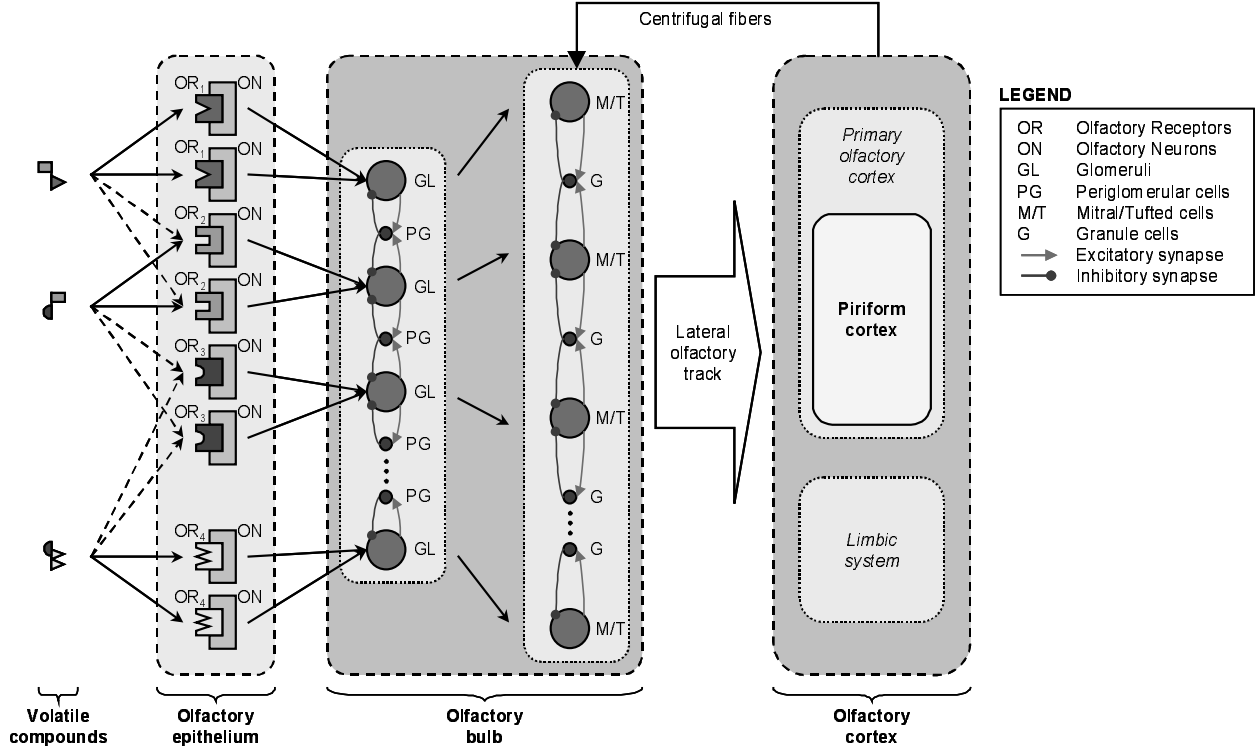 Centrifugal fibers
OR1 ON
OR1 ON
OR2 ON
OR2 ON
OR3 ON
OR3 ON
OR4 ON
OR4 ON
GL
PG
GL
PG
GL
PG
PG
GL
M/T
G
M/T
G
M/T
G
G
M/T
Lateral
olfactory
track
Primary
olfactory
cortex
Piriform
cortex
Limbic
system
LEGEND
OR Olfactory Receptors
ON Olfactory Neurons
GL Glomeruli
PG Periglomerular cells
M/T Mitral/Tufted cells
G Granule cells
Excitatory synapse
Inhibitory synapse
Volatile
compounds
Olfactory
epithelium
Olfactory
bulb
Olfactory
cortex